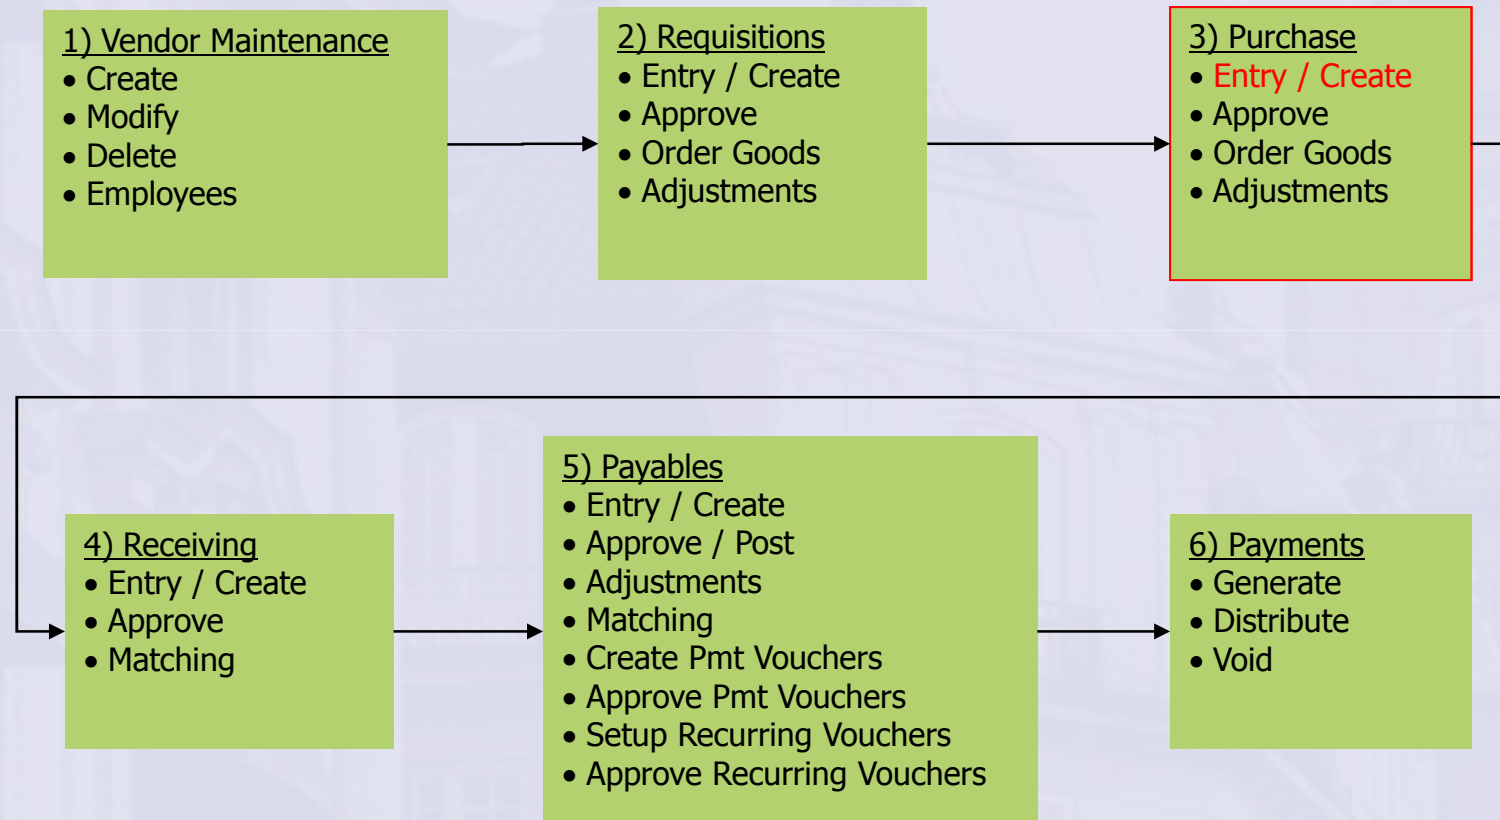 1) Vendor Maintenance
• Create
• Modify
• Delete
• Employees
2) Requisitions
• Entry / Create
• Approve
• Order Goods
• Adjustments
3) Purchase
• Entry / Create
• Approve
• Order Goods
• Adjustments
4) Receiving
• Entry / Create
• Approve
• Matching
5) Payables
• Entry / Create
• Approve / Post
• Adjustments
• Matching
• Create Pmt Vouchers
• Approve Pmt Vouchers
• Setup Recurring Vouchers
• Approve Recurring Vouchers
6) Payments
• Generate
• Distribute
• Void